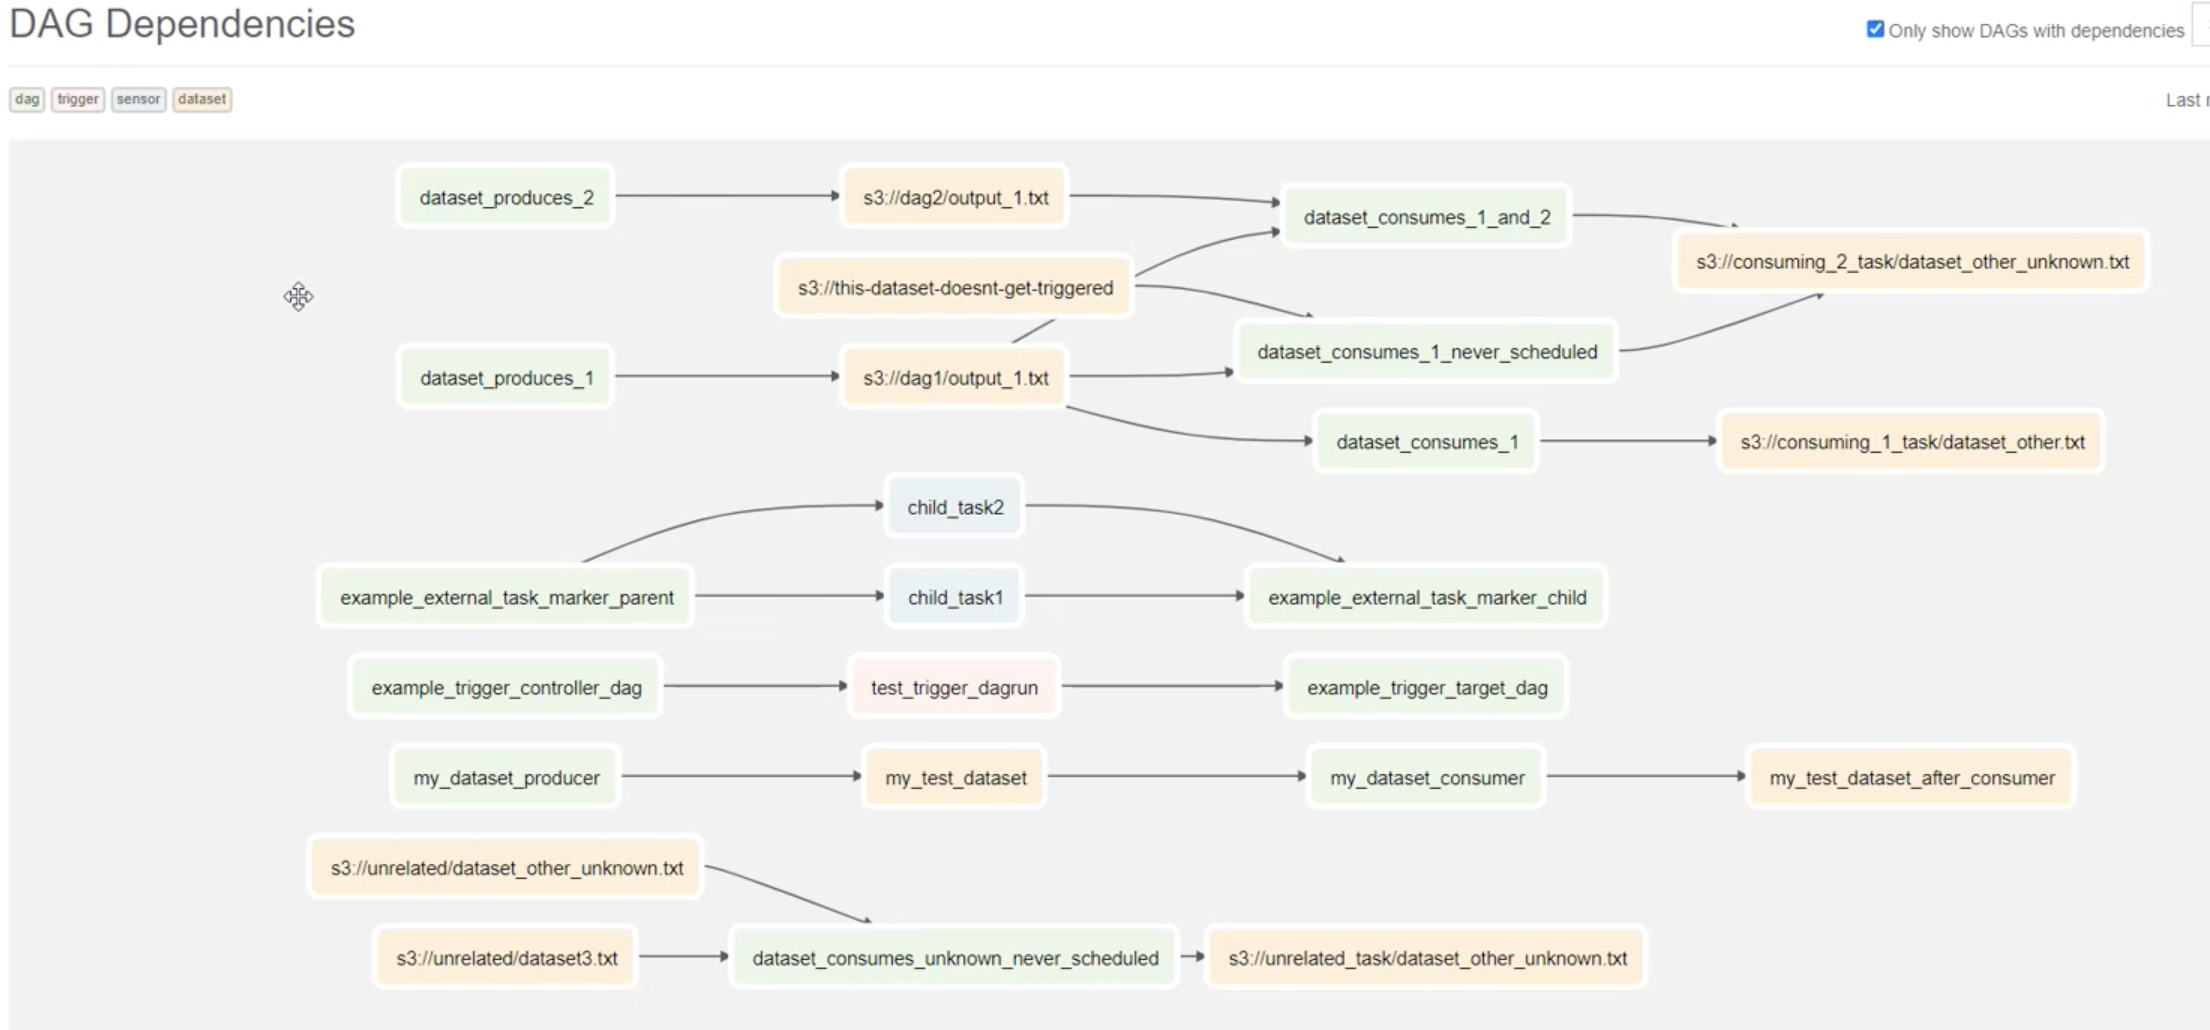 DAG Dependencies
Only show DAGs with dependencies
dag trigger sensor dataset
Last
dataset_produces_2
s3://dag2/output_1.txt
dataset_consumes_1_and_2
s3://consuming_2_task/dataset_other_unknown.txt
s3://this-dataset-doesnt-get-triggered
dataset_consumes_1_never_scheduled
dataset_produces_1
s3://dag1/output_1.txt
dataset_consumes_1
s3://consuming_1_task/dataset_other.txt
child_task2
example_external_task_marker_parent
child_task1
example_external_task_marker_child
example_trigger_controller_dag
test_trigger_dagrun
example_trigger_target_dag
my_dataset_producer
my_test_dataset
my_dataset_consumer
my_test_dataset_after_consumer
s3://unrelated/dataset_other_unknown.txt
s3://unrelated/dataset3.txt
dataset_consumes_unknown_never_scheduled
s3://unrelated_task/dataset_other_unknown.txt